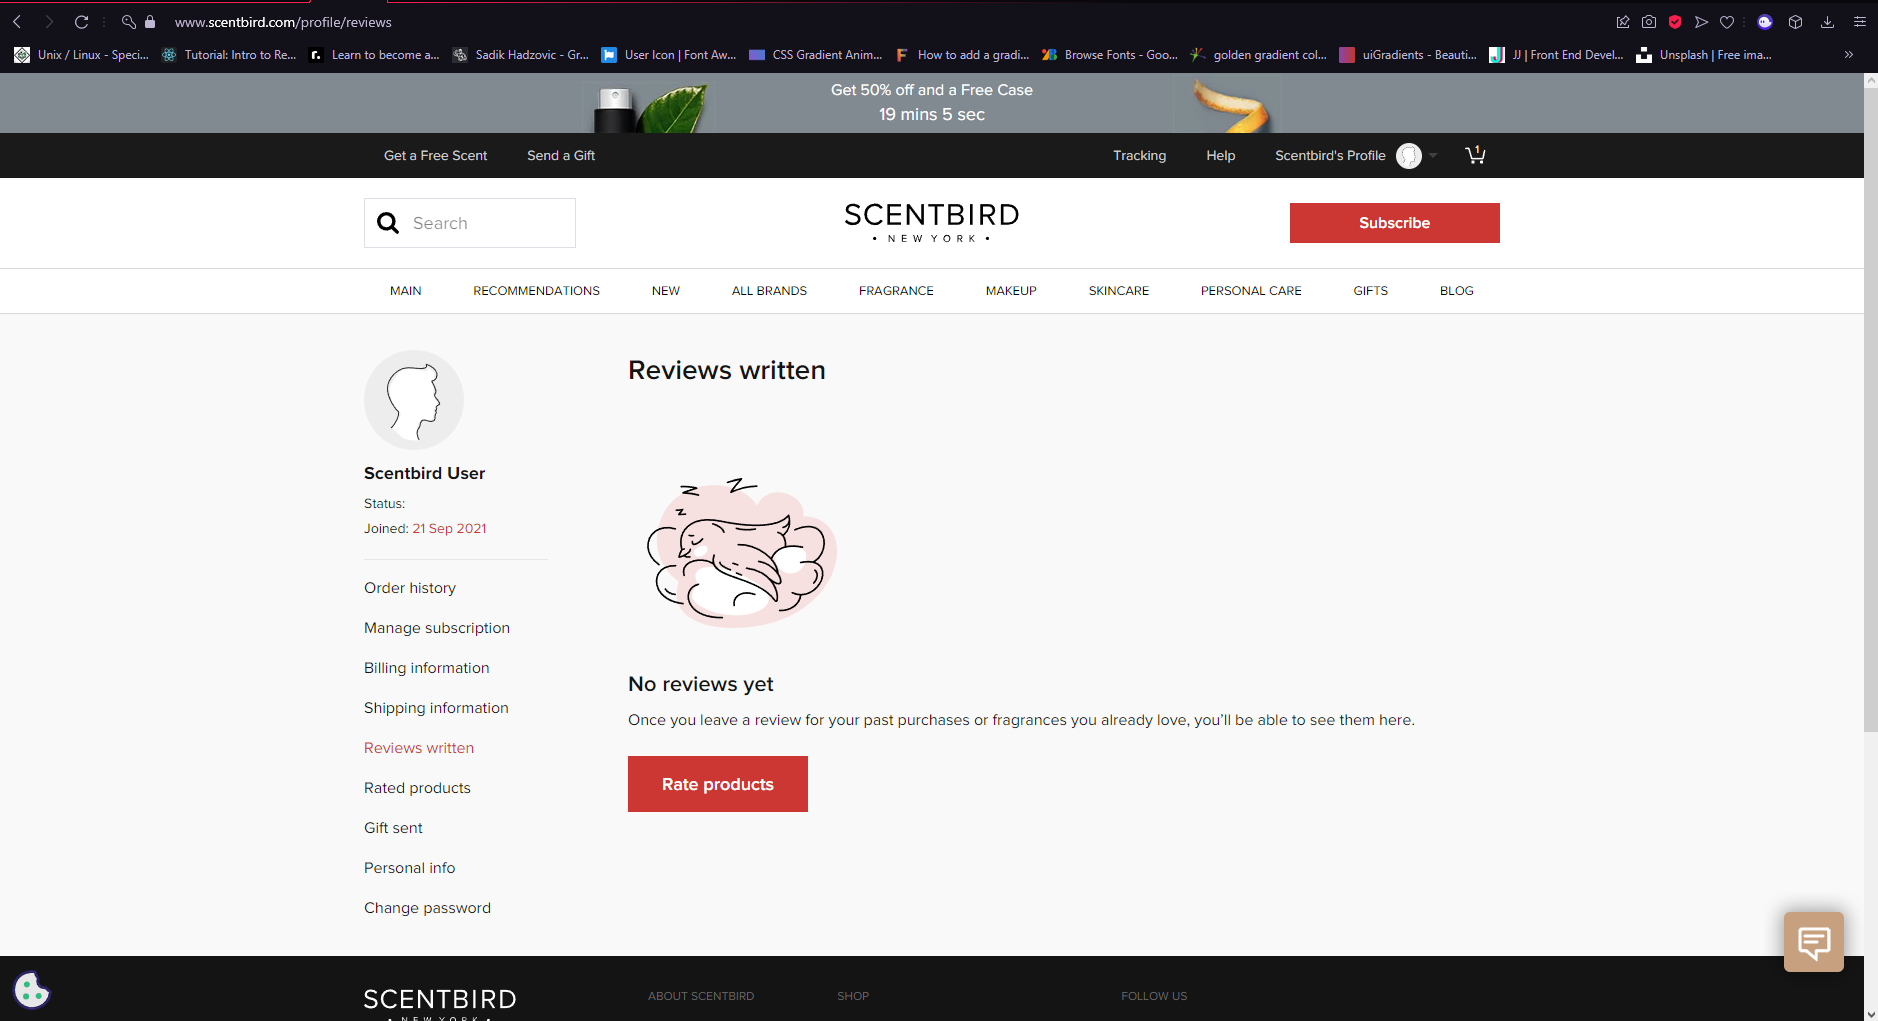 www.scentbird.com/profile/reviews
Unix / Linux - Speci... Tutorial: Intro to Re... Learn to become a... Sadik Hadzovic - Gr... User Icon | Font Aw... CSS Gradient Anim... How to add a gradi... Browse Fonts - Goo... golden gradient col... uiGradients - Beauti... JJ | Front End Devel... Unsplash | Free ima...
Get 50% off and a Free Case
19 mins 5 sec
Get a Free Scent Send a Gift Tracking Help Scentbird's Profile 1
Search
SCENTBIRD
• NEW YORK •
Subscribe
MAIN RECOMMENDATIONS NEW ALL BRANDS FRAGRANCE MAKEUP SKINCARE PERSONAL CARE GIFTS BLOG
Scentbird User
Status:
Joined: 21 Sep 2021
Order history
Manage subscription
Billing information
Shipping information
Reviews written
Rated products
Gift sent
Personal info
Change password
Reviews written
z z z
No reviews yet
Once you leave a review for your past purchases or fragrances you already love, you’ll be able to see them here.
Rate products
SCENTBIRD
• NEW YORK •
ABOUT SCENTBIRD SHOP FOLLOW US